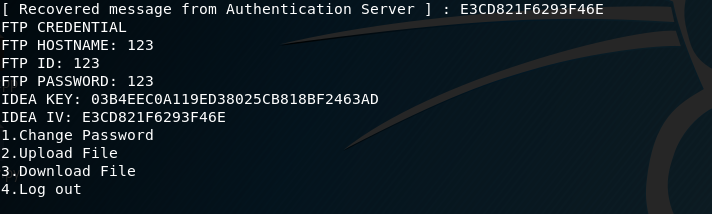 [ Recovered message from Authentication Server ] : E3CD821F6293F46E
FTP CREDENTIAL
FTP HOSTNAME: 123
FTP ID: 123
FTP PASSWORD: 123
IDEA KEY: 03B4EEC0A119ED38025CB818BF2463AD
IDEA IV: E3CD821F6293F46E
1.Change Password
2.Upload File
3.Download File
4.Log out